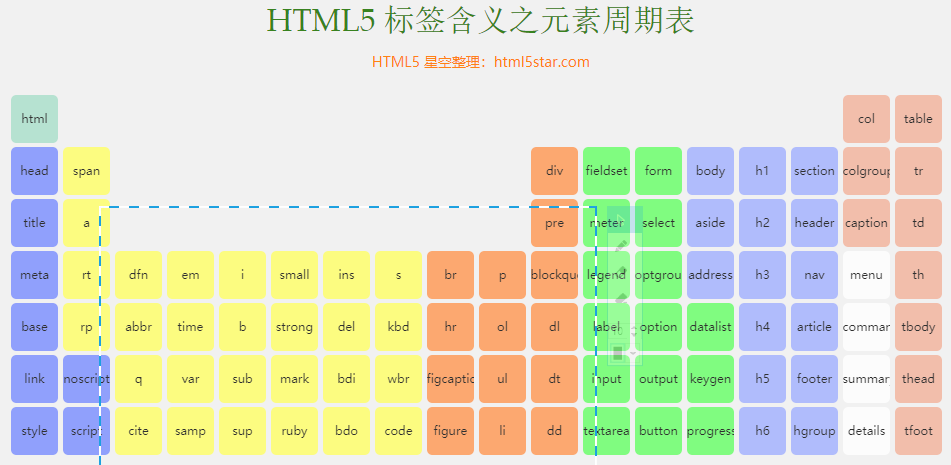 HTML5 标签含义之元素周期表
HTML5 星空整理：html5star.com
html col table
head span div fieldset form body h1 section colgroup tr
title a pre meter select aside h2 header caption td
meta rt dfn em i small ins s br p blockquo legend optgrou address h3 nav menu th
base rp abbr time b strong del kbd hr ol dl label option datalist h4 article comman tbody
link noscript q var sub mark bdi wbr figcaptio ul dt input output keygen h5 footer summar thead
style script cite samp sup ruby bdo code figure li dd textarea button progress h6 hgroup details tfoot